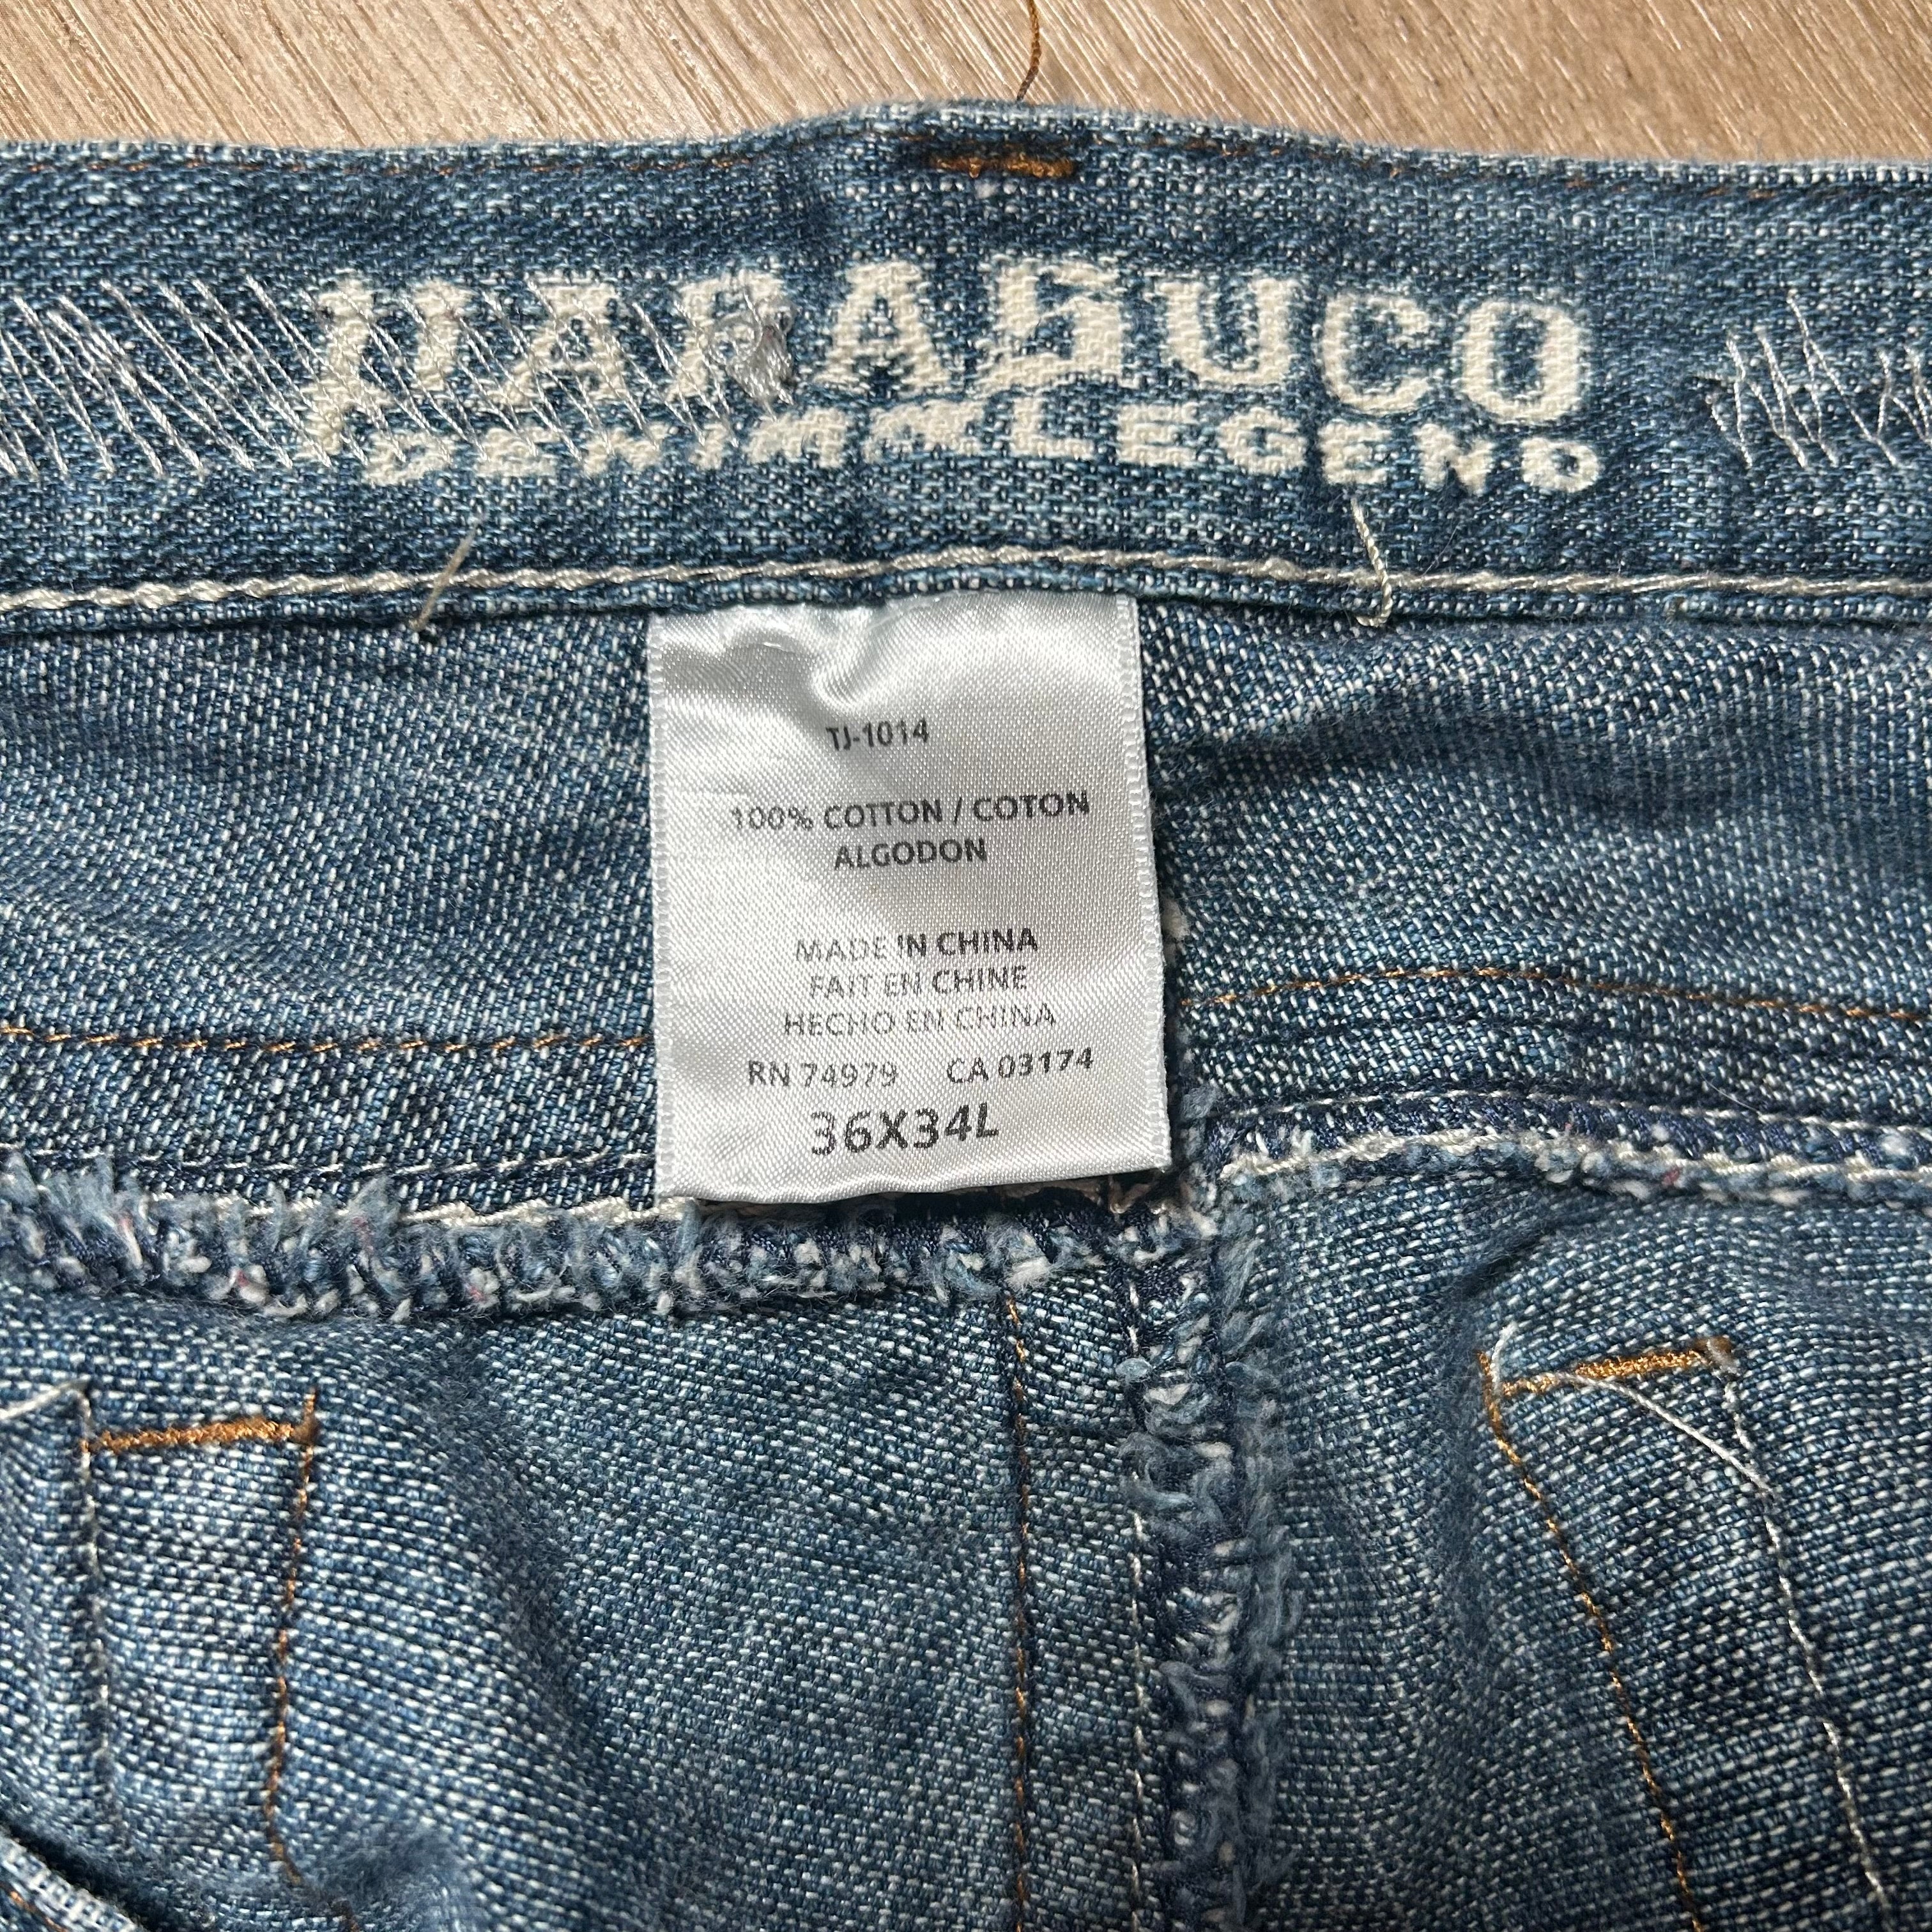 PARASUCO
DENIM LEGEND
TJ-1014
100% COTTON / COTON
ALGODON
MADE IN CHINA
FAIT EN CHINE
HECHO EN CHINA
RN 74979 CA 03174
36X34L